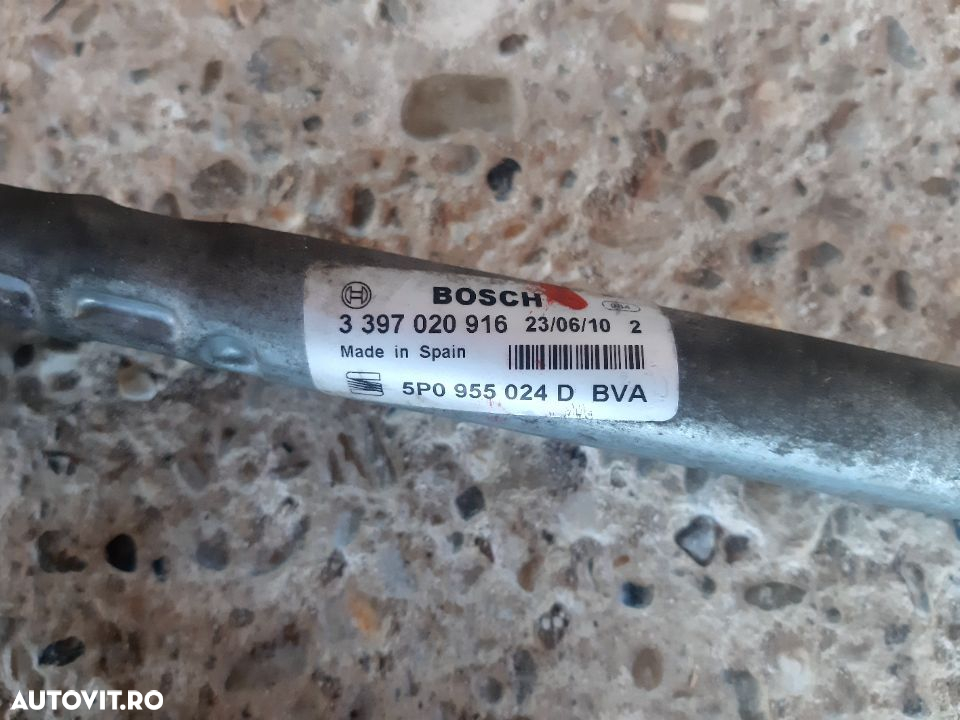 BOSCH
3 397 020 916 23/06/10 2
Made in Spain
5P0 955 024 D BVA
AUTOVIT.RO